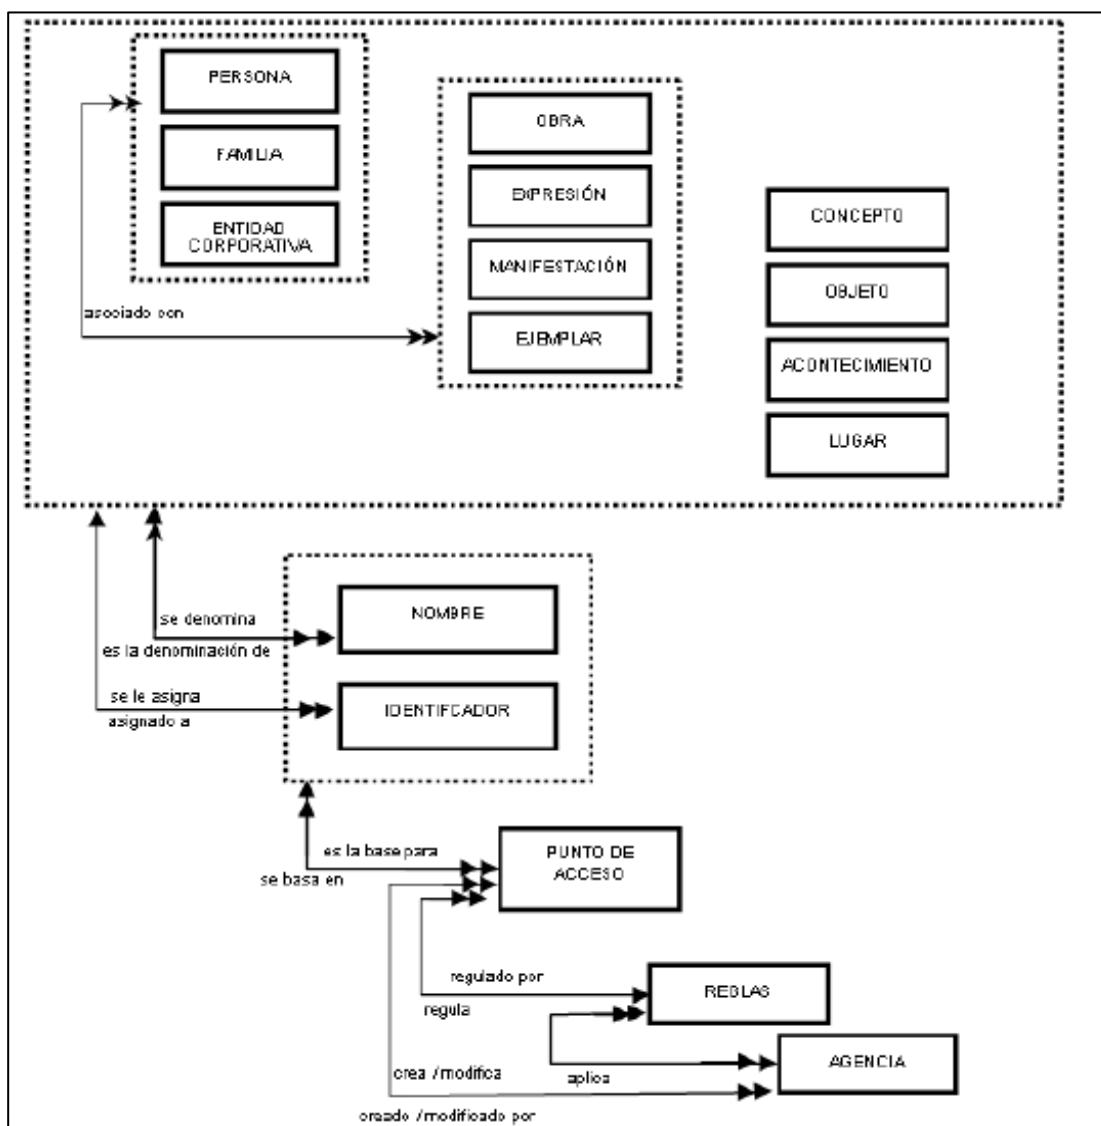 PERSONA
FAMILIA
ENTIDAD
CORPORATIVA
asociado con
OBRA
EXPRESIÓN
MANIFESTACIÓN
EJEMPLAR
CONCEPTO
OBJETO
ACONTECIMIENTO
LUGAR
se denomina
es la denominación de
se le asigna
asignado a
NOMBRE
IDENTIFCADOR
es la base para
se basa en
PUNTO DE
ACCESO
regulado por
regula
REGLAS
crea /modifica
aplica
AGENCIA
creado /modificado por